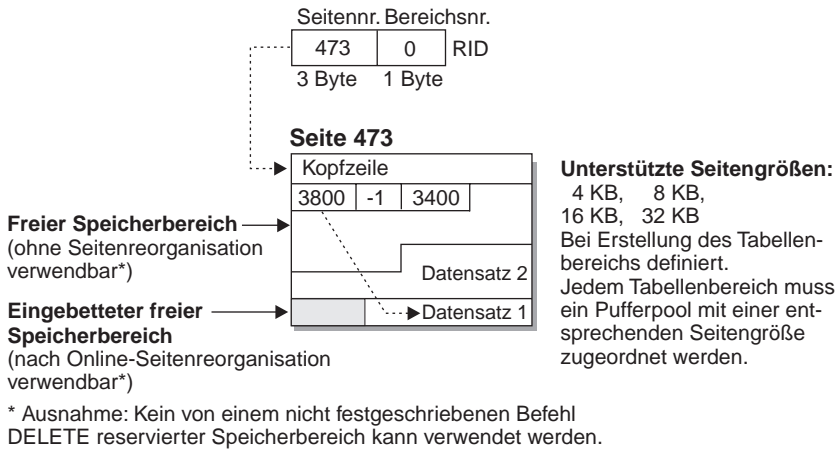 Seitennr. Bereichsnr.
473 0 RID
3 Byte 1 Byte
Seite 473
Kopfzeile
3800 -1 3400
Datensatz 2
Datensatz 1
Freier Speicherbereich
(ohne Seitenreorganisation
verwendbar*)
Eingebetteter freier
Speicherbereich
(nach Online-Seitenreorganisation
verwendbar*)
Unterstützte Seitengrößen:
4 KB, 8 KB,
16 KB, 32 KB
Bei Erstellung des Tabellen-
bereichs definiert.
Jedem Tabellenbereich muss
ein Pufferpool mit einer ent-
sprechenden Seitengröße
zugeordnet werden.
* Ausnahme: Kein von einem nicht festgeschriebenen Befehl
DELETE reservierter Speicherbereich kann verwendet werden.